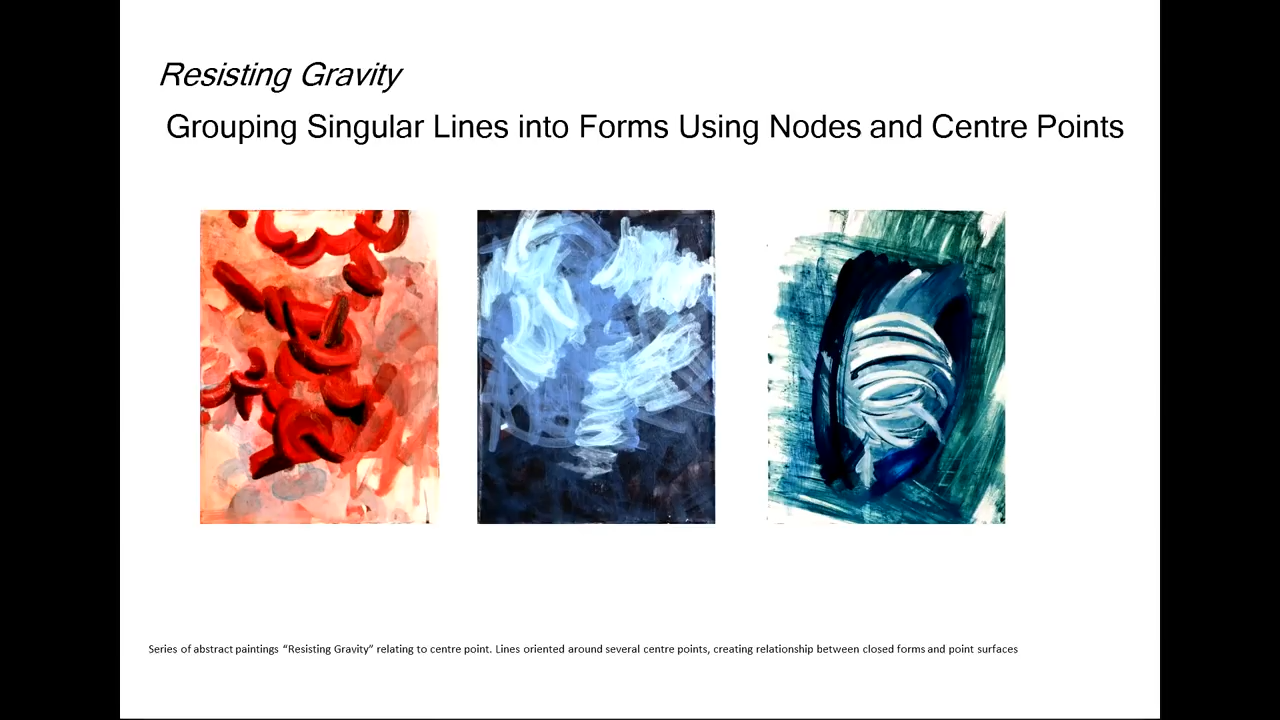 Resisting Gravity
Grouping Singular Lines into Forms Using Nodes and Centre Points
Series of abstract paintings “Resisting Gravity” relating to centre point. Lines oriented around several centre points, creating relationship between closed forms and point surfaces